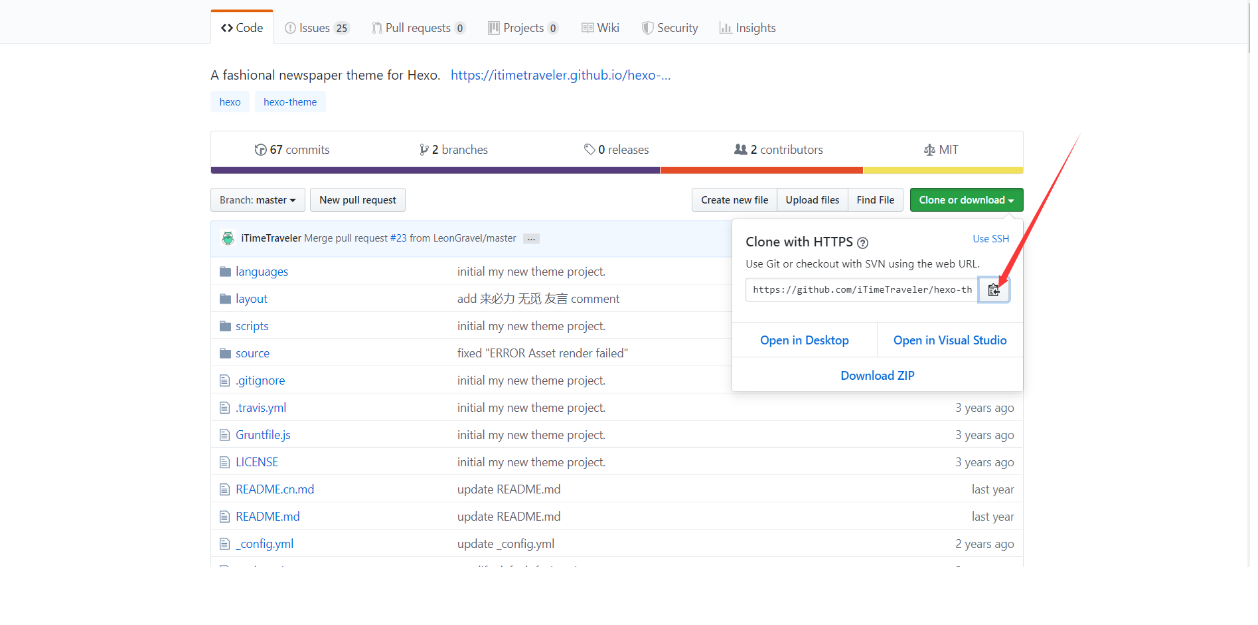 Code Issues 25 Pull requests 0 Projects 0 Wiki Security Insights
A fashional newspaper theme for Hexo. https://itimetraveler.github.io/hexo-...
hexo hexo-theme
67 commits 2 branches 0 releases 2 contributors MIT
Branch: master New pull request Create new file Upload files Find File Clone or download
iTimeTraveler Merge pull request #23 from LeonGravel/master ...
Clone with HTTPS ? Use SSH
Use Git or checkout with SVN using the web URL.
https://github.com/iTimeTraveler/hexo-th
Open in Desktop Open in Visual Studio
Download ZIP
languages initial my new theme project.
layout add 来必力 无觅 友言 comment
scripts initial my new theme project.
source fixed "ERROR Asset render failed"
.gitignore initial my new theme project.
.travis.yml initial my new theme project. 3 years ago
Gruntfile.js initial my new theme project. 3 years ago
LICENSE initial my new theme project. 3 years ago
README.cn.md update README.md last year
README.md update README.md last year
_config.yml update _config.yml 2 years ago